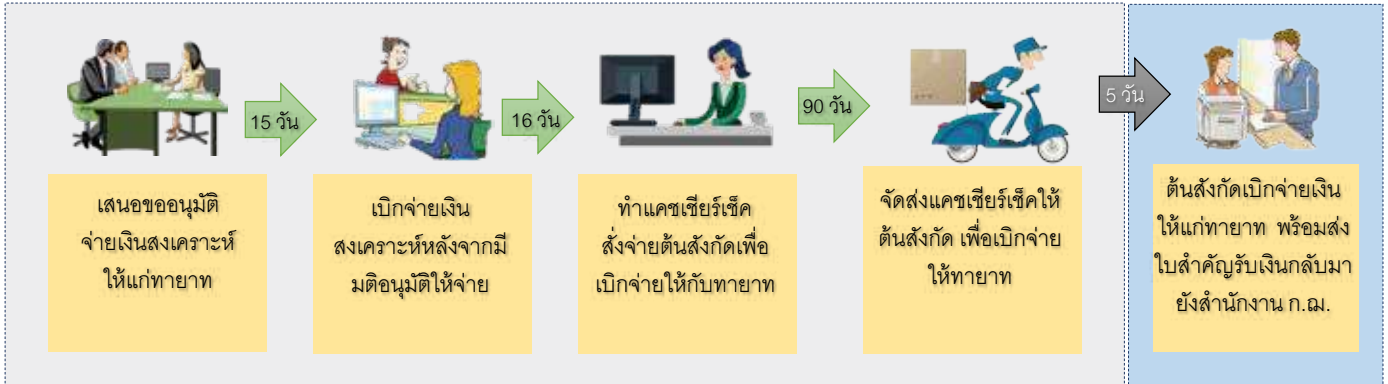 เสนอขออนุมัติ
จ่ายเงินสงเคราะห์
ให้แก่ทายาท
15 วัน
เบิกจ่ายเงิน
สงเคราะห์หลังจากมี
มติอนุมัติให้จ่าย
16 วัน
ทำแคชเชียร์เช็ค
สั่งจ่ายต้นสังกัดเพื่อ
เบิกจ่ายให้กับทายาท
90 วัน
จัดส่งแคชเชียร์เช็คให้
ต้นสังกัด เพื่อเบิกจ่าย
ให้ทายาท
5 วัน
ต้นสังกัดเบิกจ่ายเงิน
ให้แก่ทายาท พร้อมส่ง
ใบสำคัญรับเงินกลับมา
ยังสำนักงาน ก.ฌ.